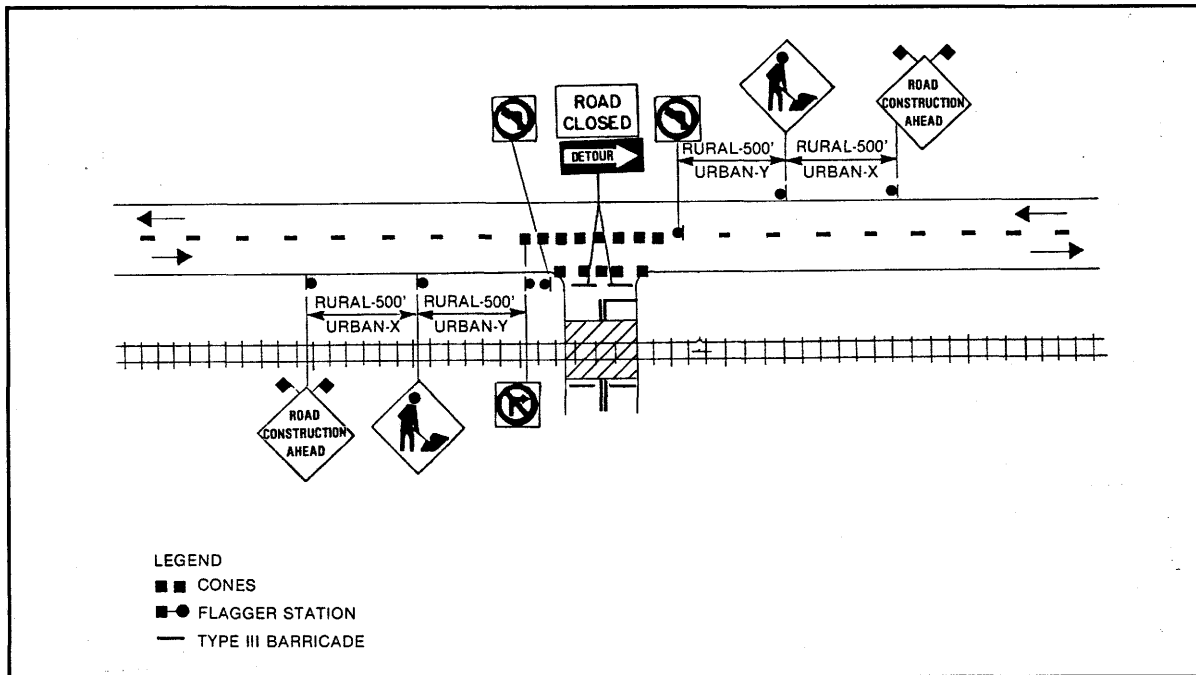 ROAD
CLOSED
DETOUR
ROAD
CONSTRUCTION
AHEAD
RURAL-500'
URBAN-Y
RURAL-500'
URBAN-X
RURAL-500'
URBAN-X
RURAL-500'
URBAN-Y
ROAD
CONSTRUCTION
AHEAD
LEGEND
CONES
FLAGGER STATION
TYPE III BARRICADE